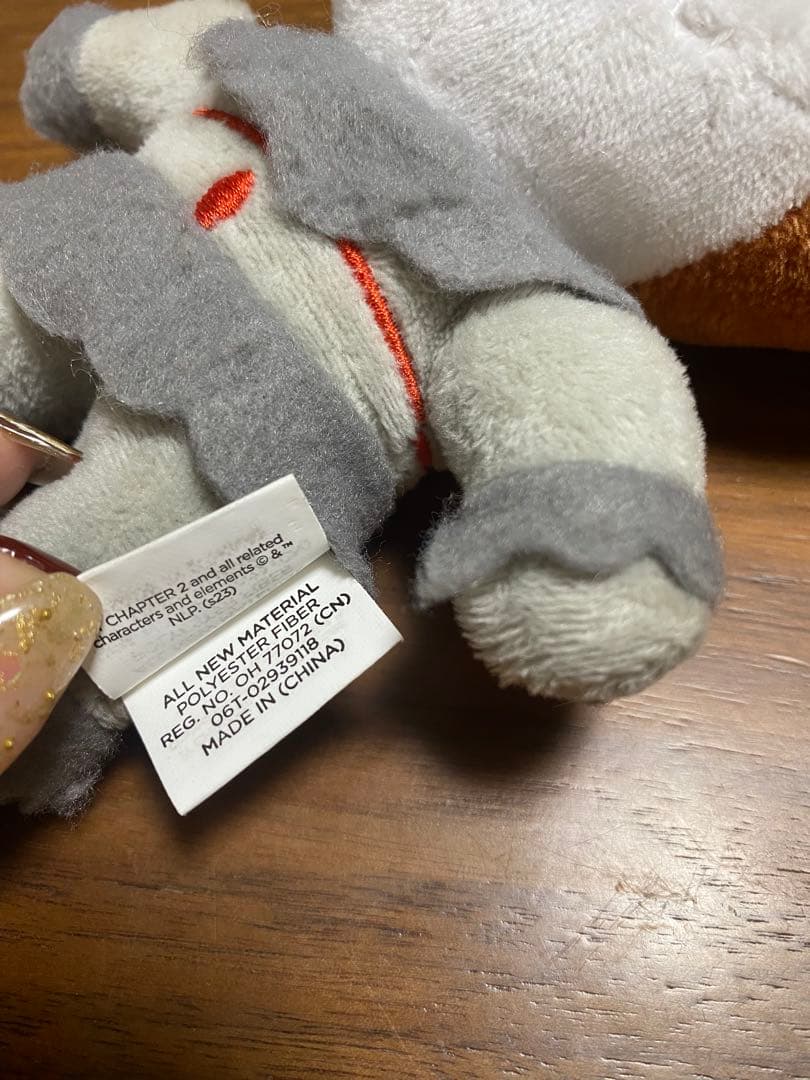 CHAPTER 2 and all related
characters and elements © & ™
NLP. (s23)
ALL NEW MATERIAL
POLYESTER FIBER
REG. NO. OH 77072 (CN)
06T-02939118
MADE IN (CHINA)